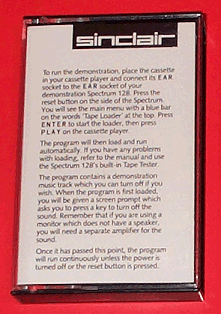 sinclair
To run the demonstration, place the cassette
in your cassette player and connect its EAR
socket to the EAR socket of your
demonstration Spectrum 128. Press the
reset button on the side of the Spectrum.
You will see the main menu with a blue bar
on the words 'Tape Loader' at the top. Press
ENTER to start the loader, then press
PLAY on the cassette player.
The program will then load and run
automatically. If you have any problems
with loading, refer to the manual and use
the Spectrum 128's built-in Tape Tester.
The program contains a demonstration
music track which you can turn off if you
wish. When the program is first loaded,
you will be given a screen prompt which
asks you to press a key to turn off the
sound. Remember that if you are using a
monitor which does not have a speaker,
you will need a separate amplifier for the
sound.
Once it has passed this point, the program
will run continuously unless the power is
turned off or the reset button is pressed.